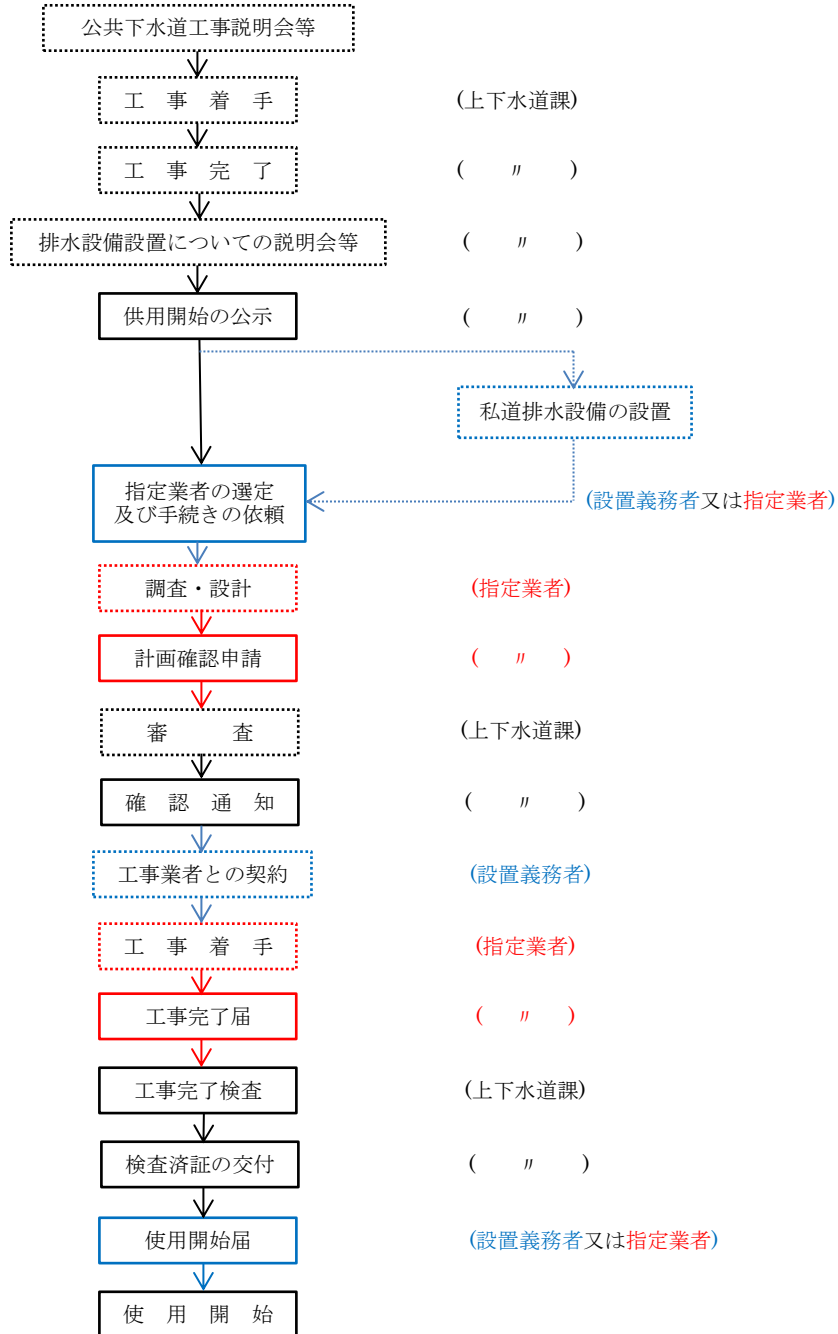 公共下水道工事説明会等
工　事　着　手
(上下水道課)
工　事　完　了
(　　〃　　)
排水設備設置についての説明会等
(　　〃　　)
供用開始の公示
(　　〃　　)
私道排水設備の設置
指定業者の選定
及び手続きの依頼
(設置義務者又は指定業者)
調査・設計
(指定業者)
計画確認申請
(　　〃　　)
審　　　査
(上下水道課)
確　認　通　知
(　　〃　　)
工事業者との契約
(設置義務者)
工　事　着　手
(指定業者)
工事完了届
(　　〃　　)
工事完了検査
(上下水道課)
検査済証の交付
(　　〃　　)
使用開始届
(設置義務者又は指定業者)
使　用　開　始